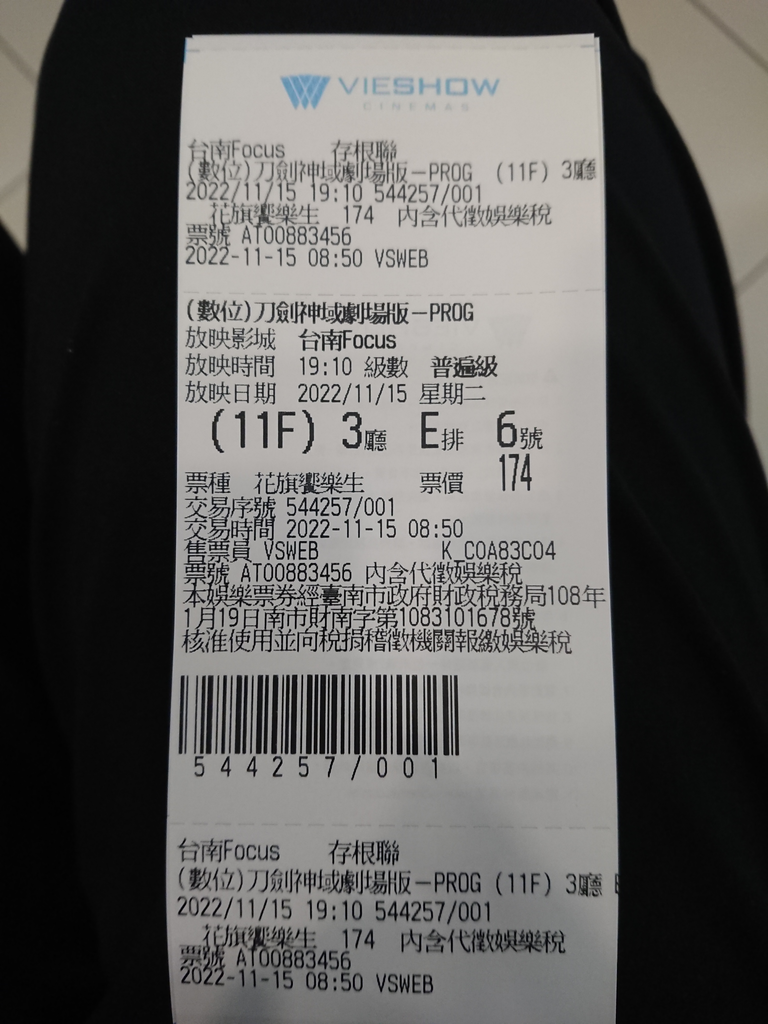 VIESHOW
CINEMAS
台南Focus 存根聯
(數位)刀劍神域劇場版-PROG (11F) 3廳
2022/11/15 19:10 544257/001
花旗饗樂生 174 內含代徵娛樂稅
票號 AT00883456
2022-11-15 08:50 VSWEB
(數位)刀劍神域劇場版-PROG
放映影城 台南Focus
放映時間 19:10 級數 普遍級
放映日期 2022/11/15 星期二
(11F) 3廳 E排 6號
票種 花旗饗樂生 票價 174
交易序號 544257/001
交易時間 2022-11-15 08:50
售票員 VSWEB K_C0A83C04
票號 AT00883456 內含代徵娛樂稅
本娛樂票券經臺南市政府財政稅務局108年
1月19日南市財南字第1083101678號
核准使用並向稅捐稽徵機關報繳娛樂稅
544257/001
台南Focus 存根聯
(數位)刀劍神域劇場版-PROG (11F) 3廳
2022/11/15 19:10 544257/001
花旗饗樂生 174 內含代徵娛樂稅
票號 AT00883456
2022-11-15 08:50 VSWEB